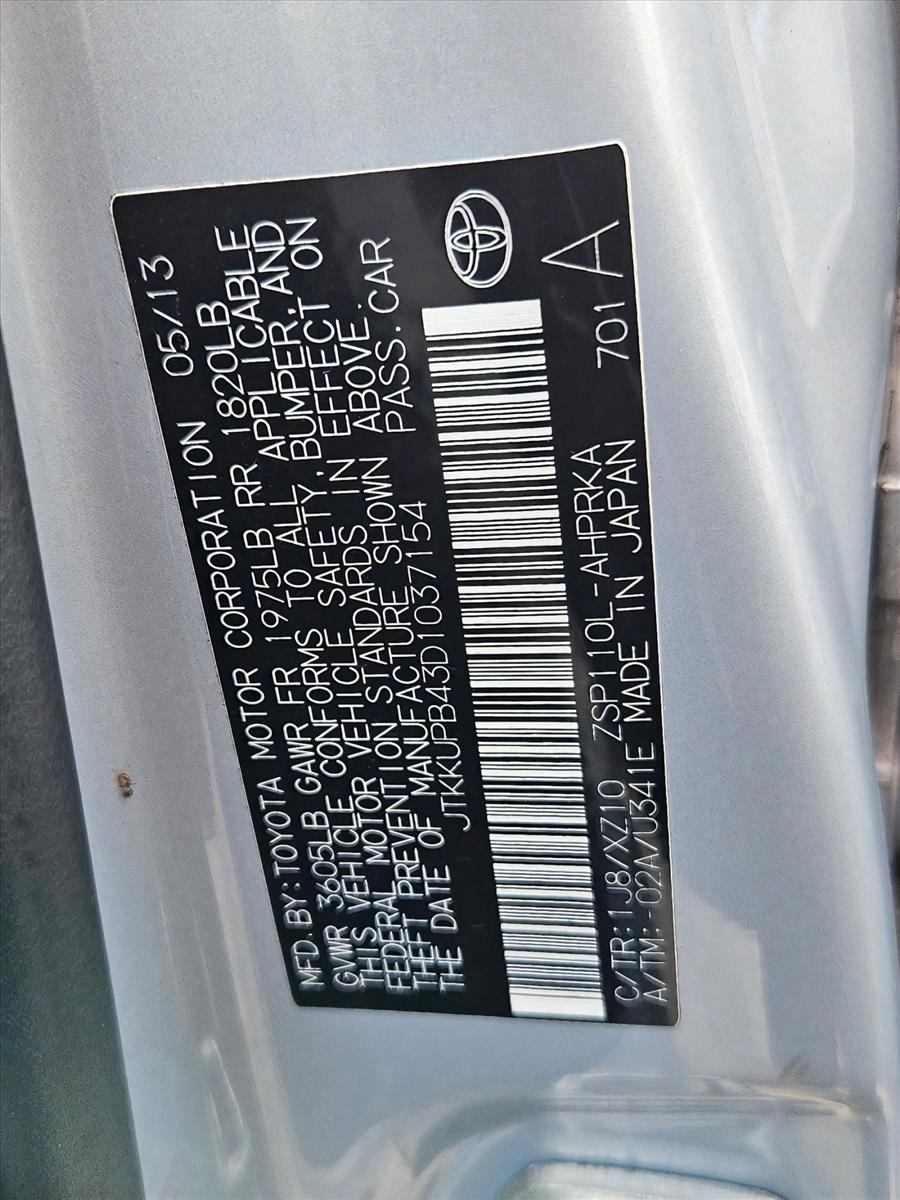 MFD.BY:TOYOTA MOTOR CORPORATION 05/13
GVWR 3605LB GAWR FR 1975LB RR 1820LB
THIS VEHICLE CONFORMS TO ALL APPLICABLE
FEDERAL MOTOR VEHICLE SAFETY,BUMPER,AND
THEFT PREVENTION STANDARDS IN EFFECT ON
THE DATE OF MANUFACTURE SHOWN ABOVE.
JTKKUPB43D1037154 PASS.CAR
C/TR:1J8/XZ10 ZSP110L-AHPRKA
A/TM:-02A/U341E MADE IN JAPAN 701 A